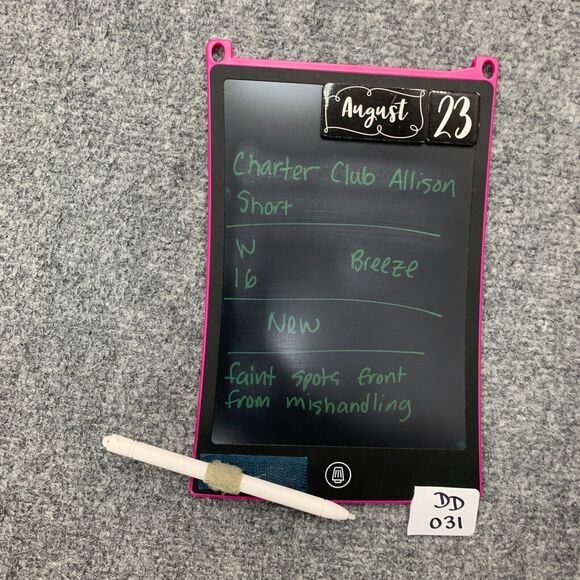 August 23
Charter Club Allison
Short
W Breeze
16
New
faint spots front
from mishandling
DD
031